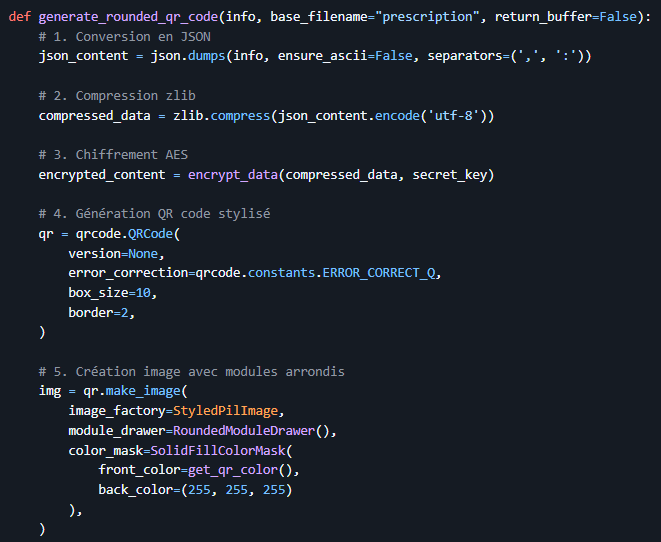 def generate_rounded_qr_code(info, base_filename="prescription", return_buffer=False):
    # 1. Conversion en JSON
    json_content = json.dumps(info, ensure_ascii=False, separators=(',', ':'))

    # 2. Compression zlib
    compressed_data = zlib.compress(json_content.encode('utf-8'))

    # 3. Chiffrement AES
    encrypted_content = encrypt_data(compressed_data, secret_key)

    # 4. Génération QR code stylisé
    qr = qrcode.QRCode(
        version=None,
        error_correction=qrcode.constants.ERROR_CORRECT_Q,
        box_size=10,
        border=2,
    )

    # 5. Création image avec modules arrondis
    img = qr.make_image(
        image_factory=StyledPilImage,
        module_drawer=RoundedModuleDrawer(),
        color_mask=SolidFillColorMask(
            front_color=get_qr_color(),
            back_color=(255, 255, 255)
        ),
    )